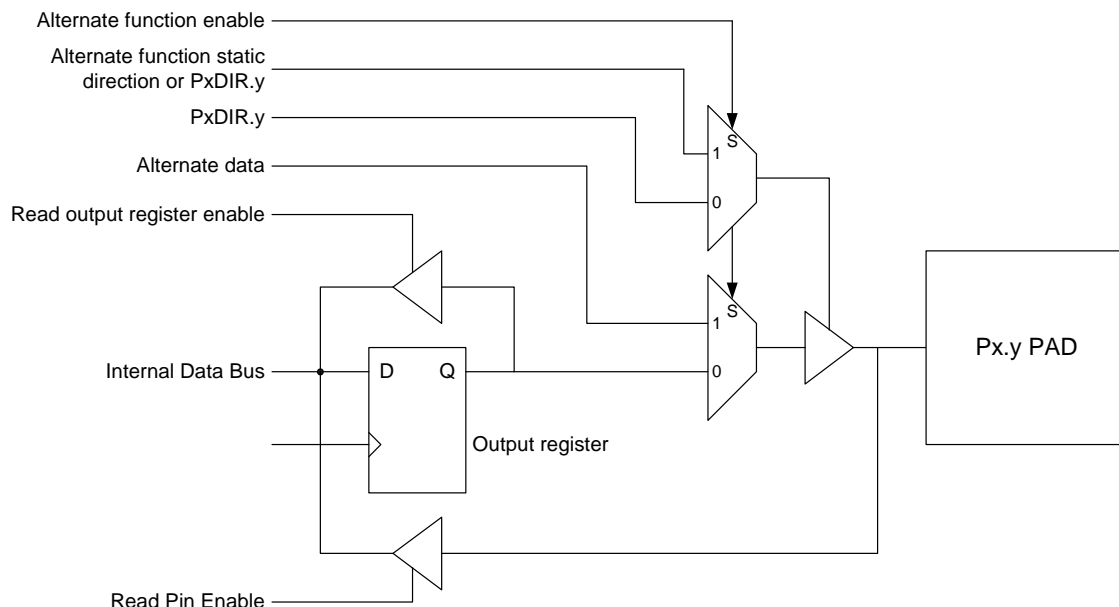 Alternate function enable
Alternate function static
direction or PxDIR.y
PxDIR.y
Alternate data
Read output register enable
S
1
0
S
1
0
Px.y PAD
Internal Data Bus
D Q
Output register
Read Pin Enable